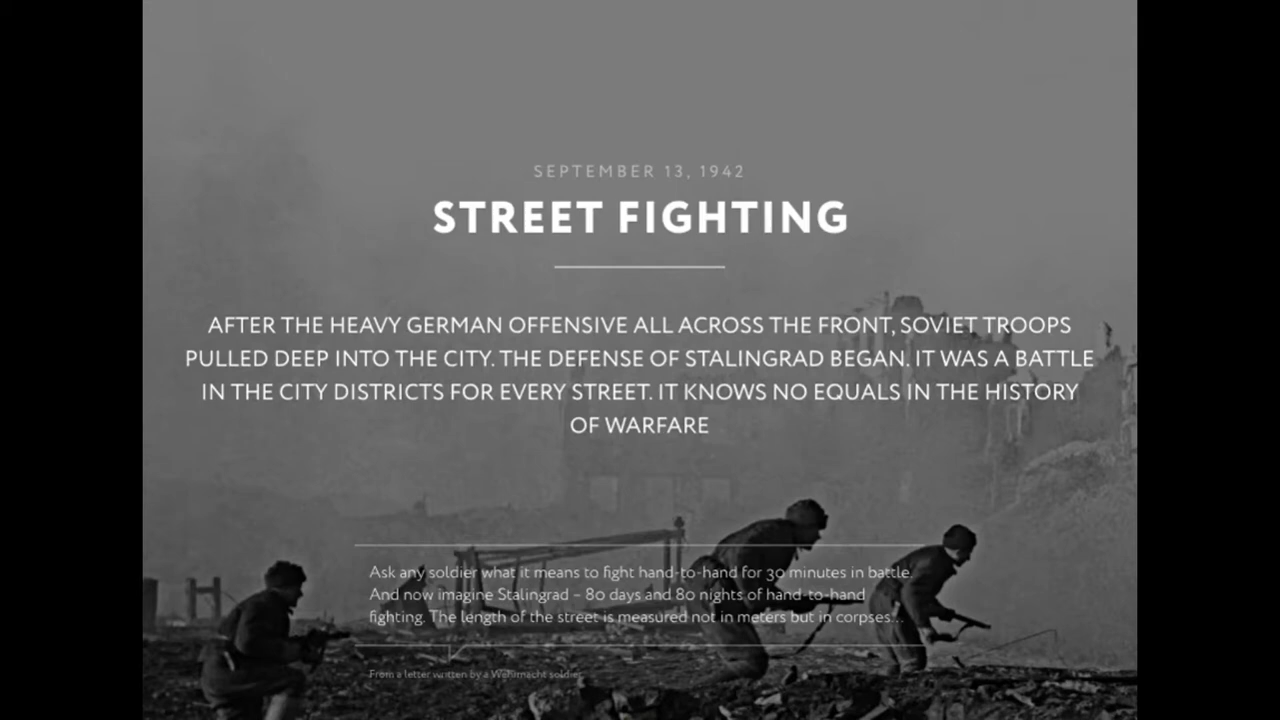 SEPTEMBER 13, 1942
STREET FIGHTING
AFTER THE HEAVY GERMAN OFFENSIVE ALL ACROSS THE FRONT, SOVIET TROOPS
PULLED DEEP INTO THE CITY. THE DEFENSE OF STALINGRAD BEGAN. IT WAS A BATTLE
IN THE CITY DISTRICTS FOR EVERY STREET. IT KNOWS NO EQUALS IN THE HISTORY
OF WARFARE
Ask any soldier what it means to fight hand-to-hand for 30 minutes in battle.
And now imagine Stalingrad – 80 days and 80 nights of hand-to-hand
fighting. The length of the street is measured not in meters but in corpses...
From a letter written by a Wehrmacht soldier.